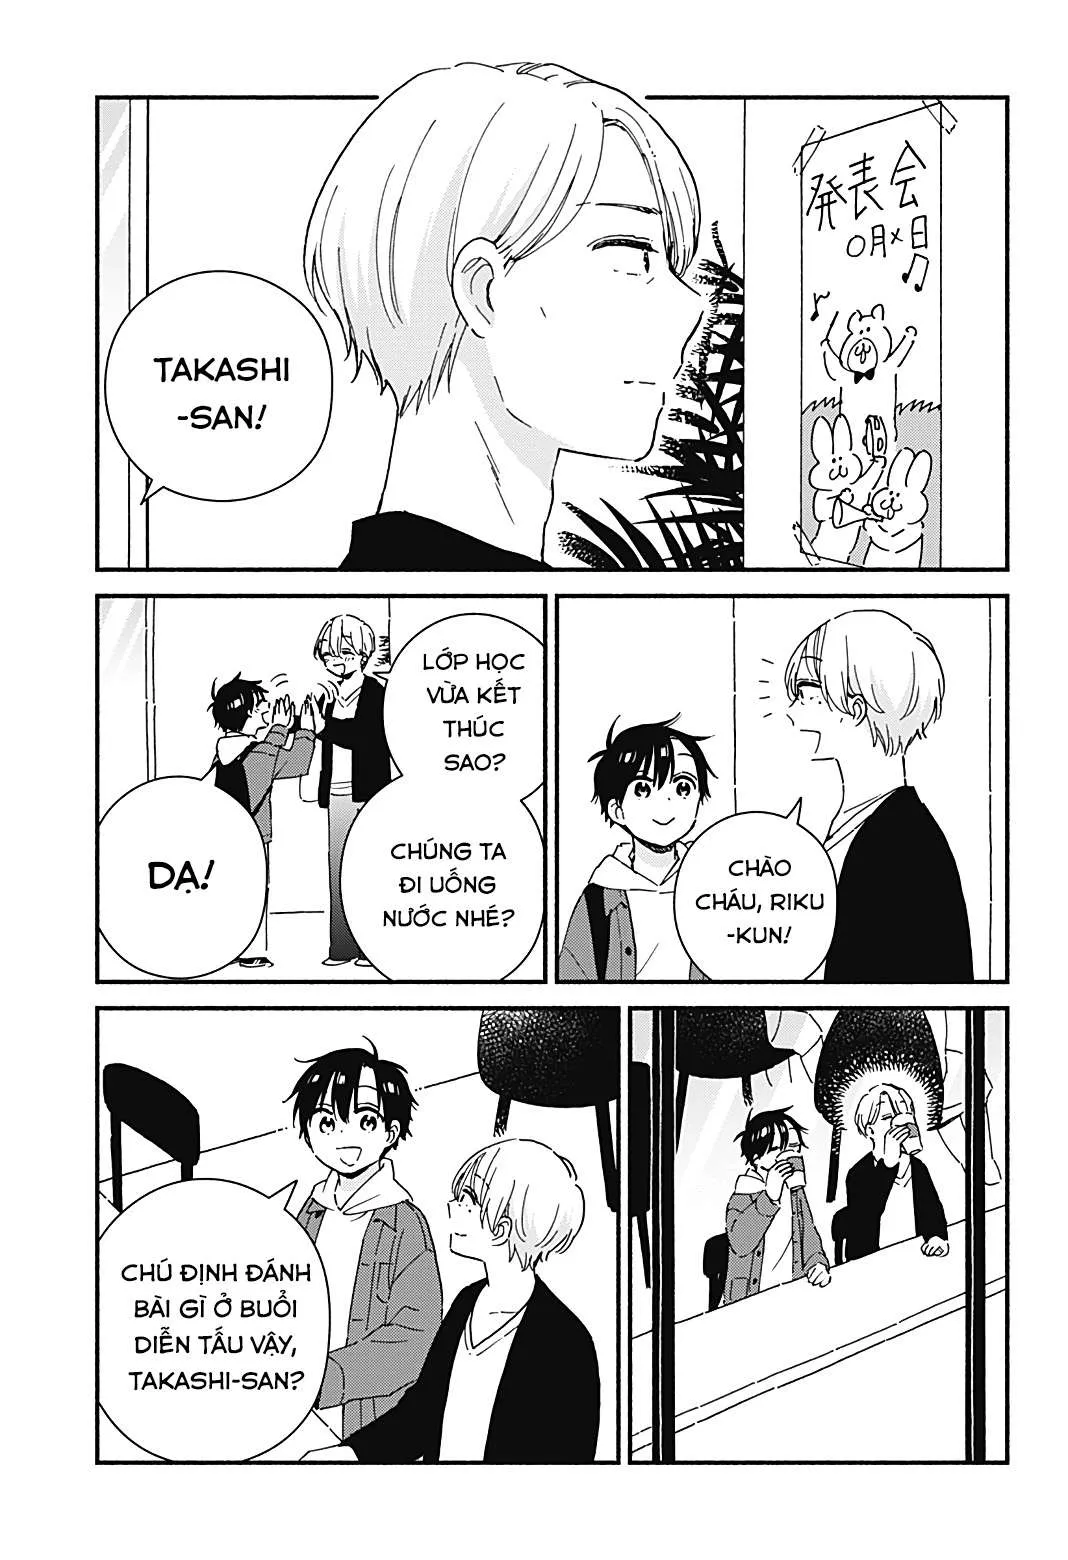 発表会
〇月×日
TAKASHI
-SAN!
CHÀO
CHÁU, RIKU
-KUN!
LỚP HỌC
VỪA KẾT
THÚC
SAO?
CHÚNG TA
ĐI UỐNG
NƯỚC NHÉ?
DẠ!
CHÚ ĐỊNH ĐÁNH
BÀI GÌ Ở BUỔI
DIỄN TẤU VẬY,
TAKASHI-SAN?